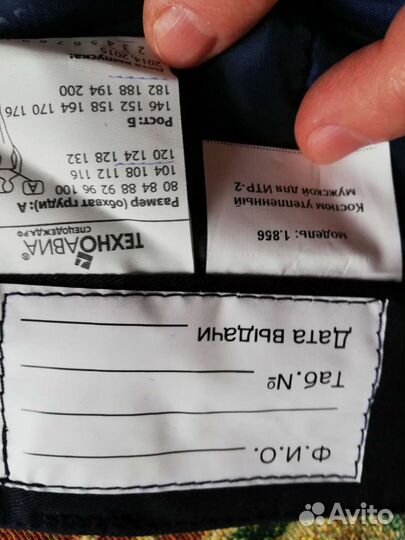 ТЕХНОАВИА
СПЕЦОДЕЖДА.РФ
Размер (обхват груди): А
80 84 88 92 96 100
104 108 112 116
120 124 128 132
А
Рост: Б
146 152 158 164 170 176
182 188 194 200
2014, 2015
модель: 1.856
Костюм утепленный
мужской для ИТР-2
Ф.И.О.
Таб.№
Дата выдачи
Avito